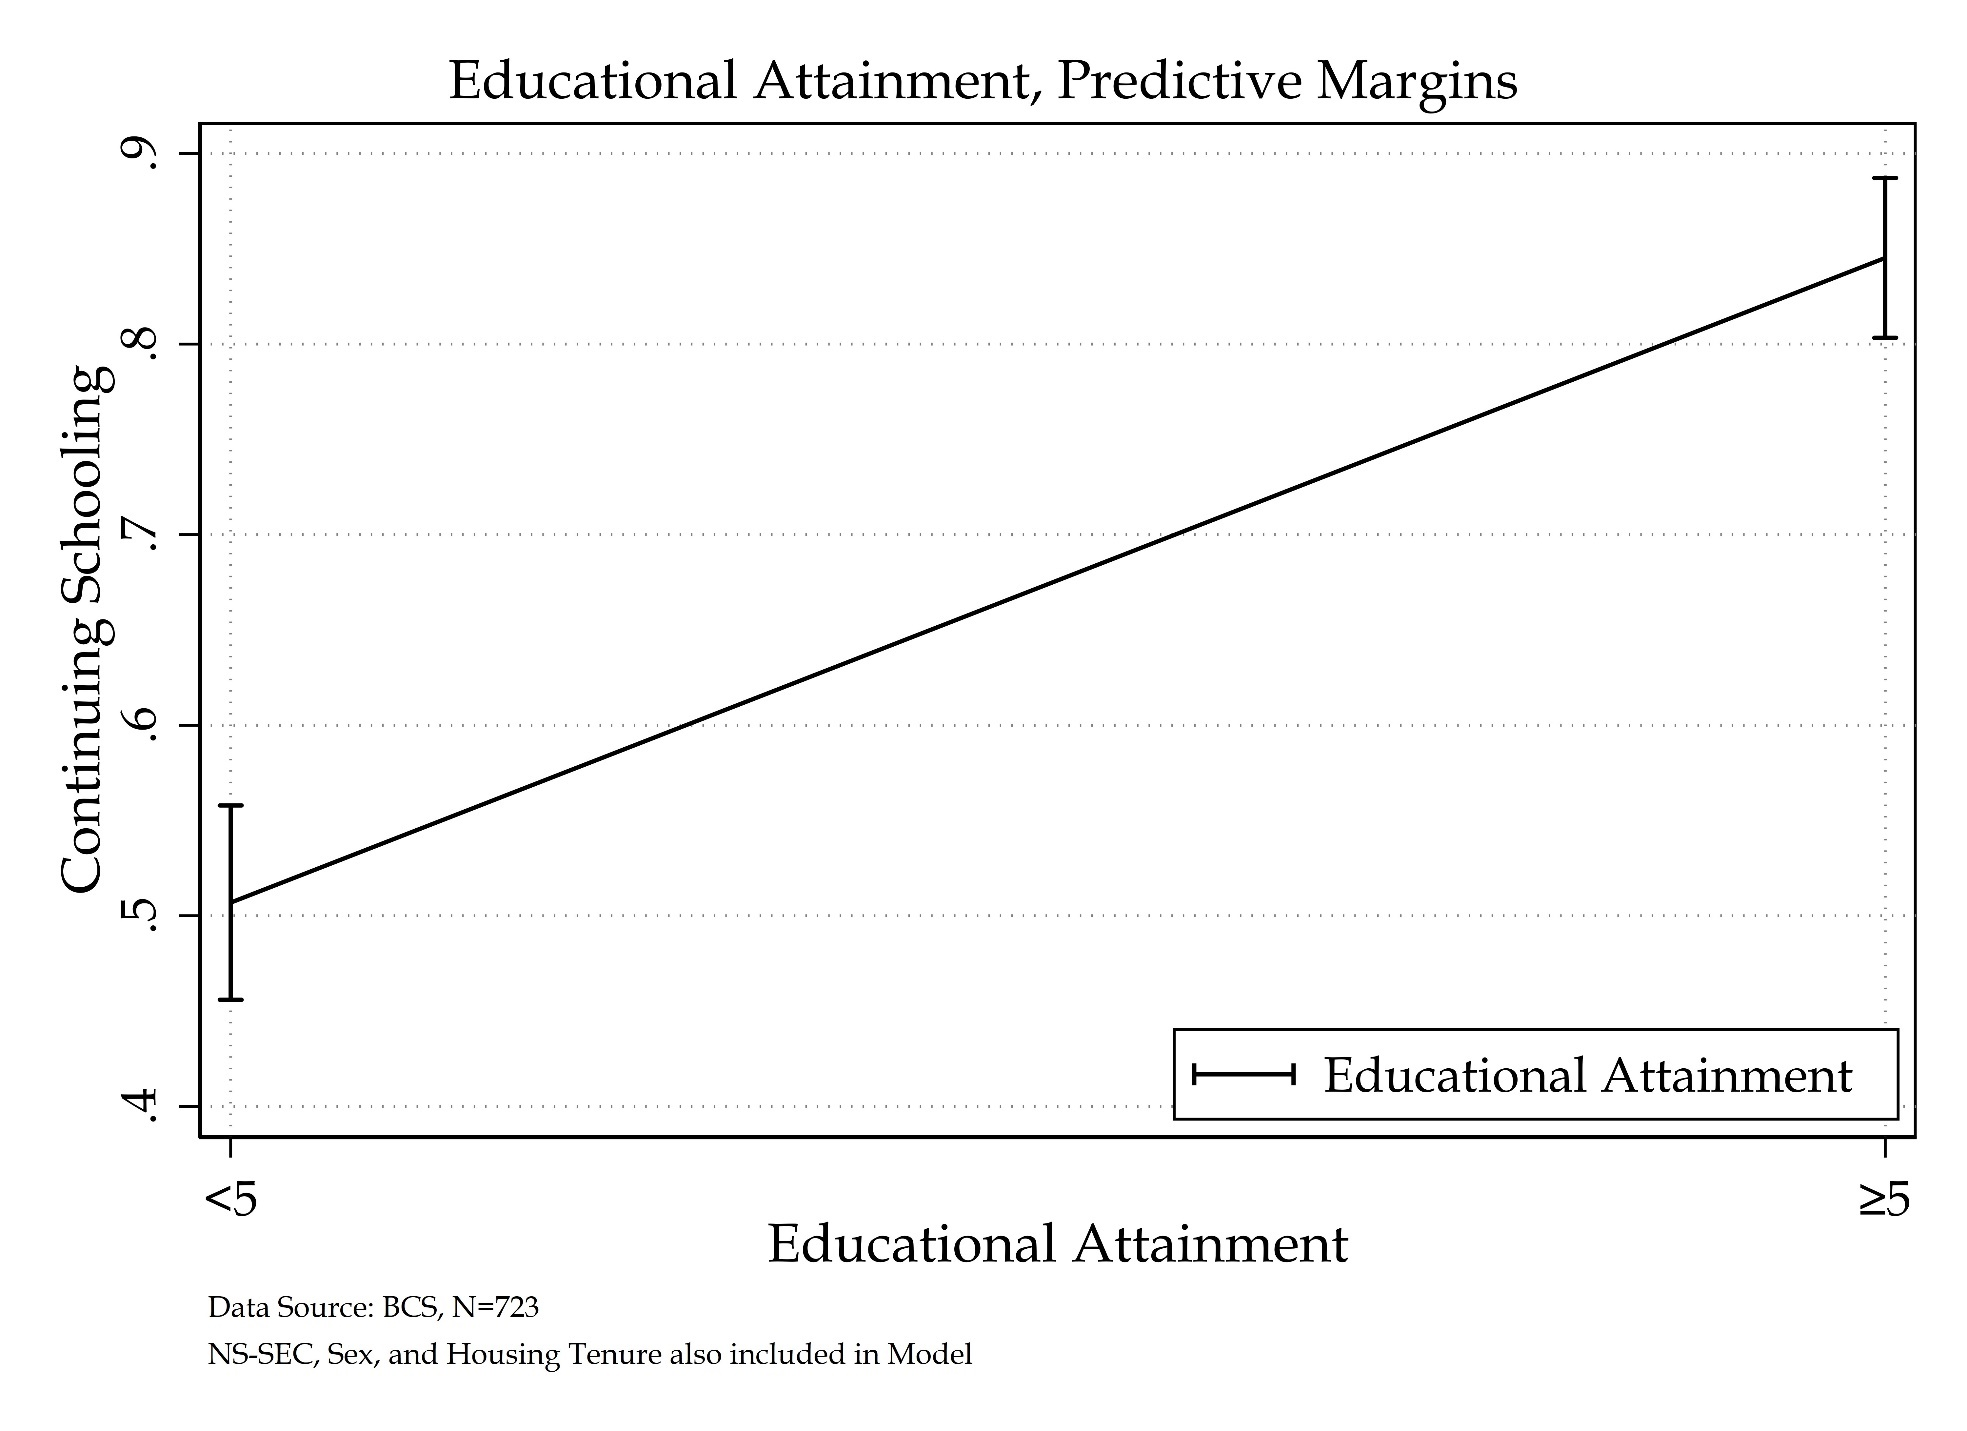 Educational Attainment, Predictive Margins
Continuing Schooling
.9
.8
.7
.6
.5
.4
Educational Attainment
<5
≥5
Educational Attainment
Data Source: BCS, N=723
NS-SEC, Sex, and Housing Tenure also included in Model